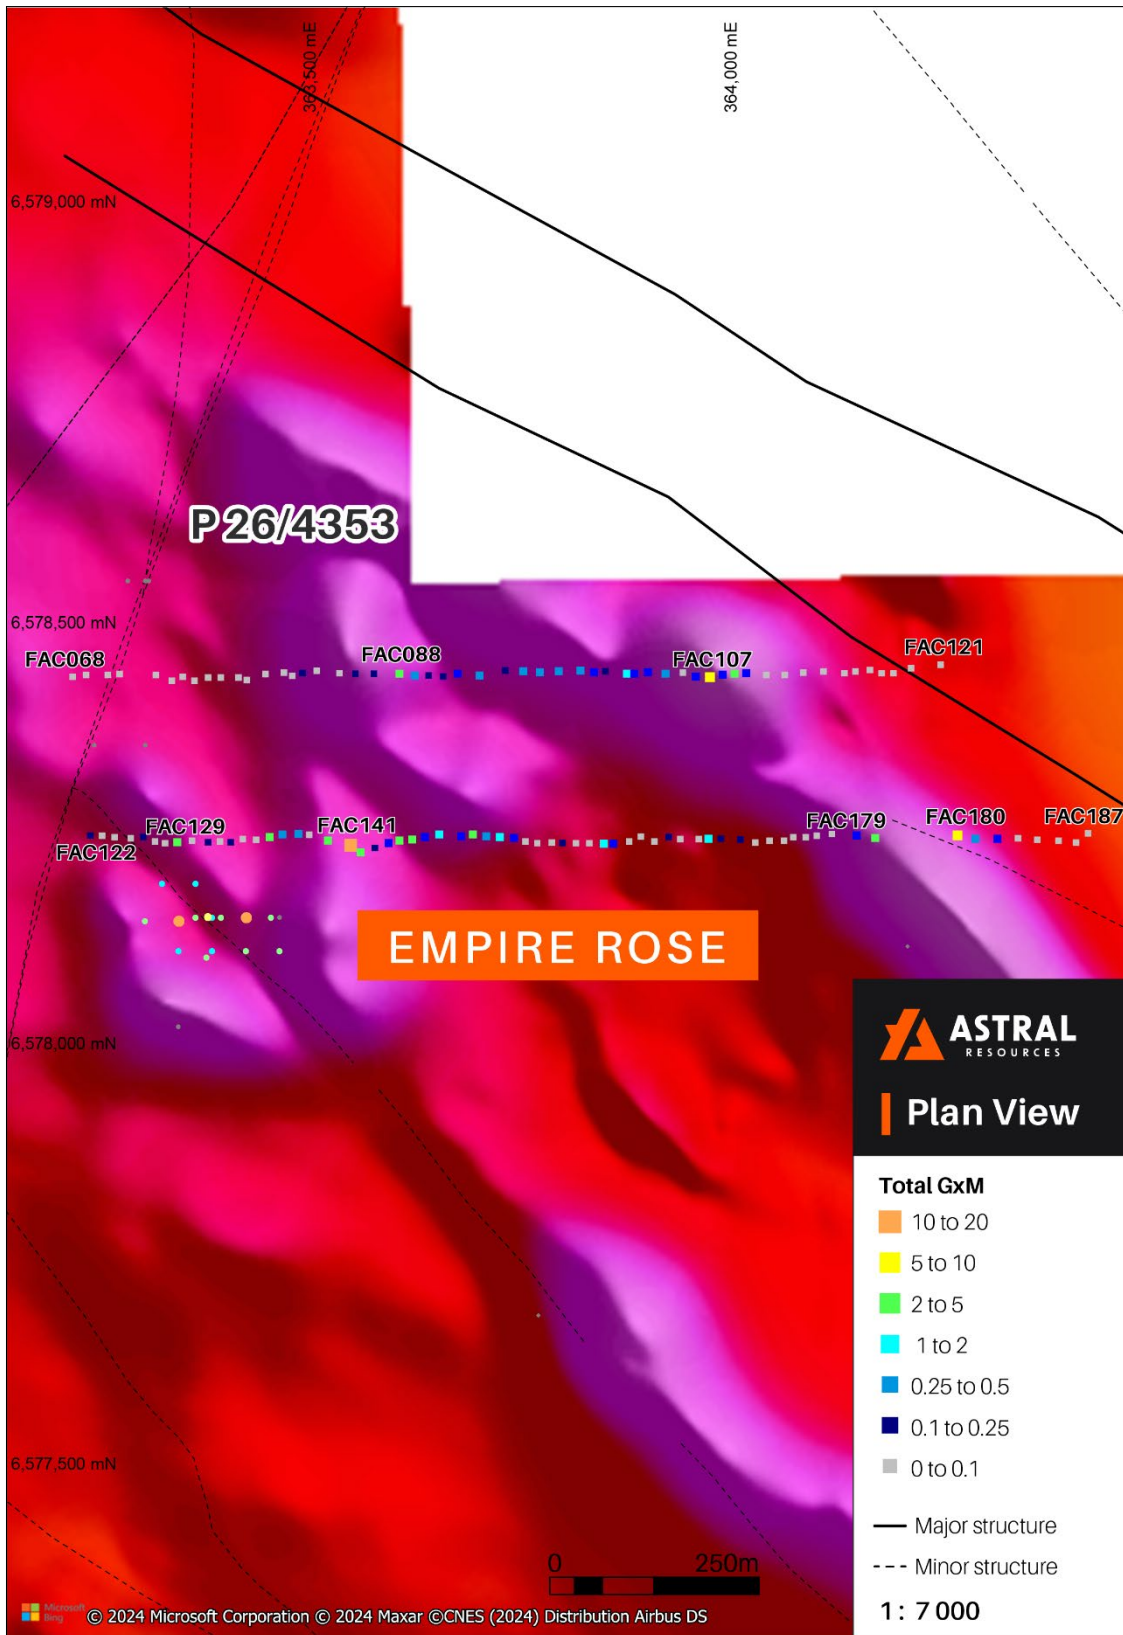 363,500 mE
364,000 mE
6,579,000 mN
P 26/4353
6,578,500 mN
FAC068
FAC088
FAC107
FAC121
FAC129
FAC141
FAC179
FAC180
FAC187
FAC122
EMPIRE ROSE
6,578,000 mN
ASTRAL
RESOURCES
Plan View
Total GxM
10 to 20
5 to 10
2 to 5
1 to 2
0.25 to 0.5
0.1 to 0.25
0 to 0.1
6,577,500 mN
Major structure
Minor structure
0 250m
1: 7 000
Microsoft
Bing
© 2024 Microsoft Corporation © 2024 Maxar ©CNES (2024) Distribution Airbus DS